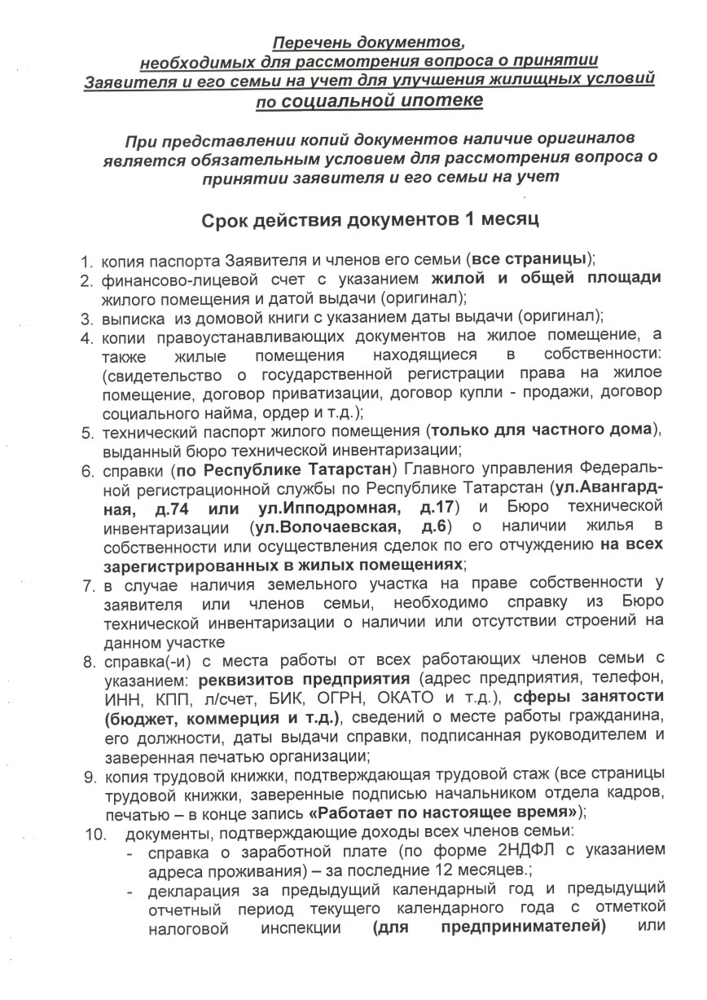 Перечень документов,
необходимых для рассмотрения вопроса о принятии
Заявителя и его семьи на учет для улучшения жилищных условий
по социальной ипотеке
При представлении копий документов наличие оригиналов
является обязательным условием для рассмотрения вопроса о
принятии заявителя и его семьи на учет
Срок действия документов 1 месяц
1. копия паспорта Заявителя и членов его семьи (все страницы);
2. финансово-лицевой счет с указанием жилой и общей площади
жилого помещения и датой выдачи (оригинал);
3. выписка из домовой книги с указанием даты выдачи (оригинал);
4. копии правоустанавливающих документов на жилое помещение, а
также жилые помещения находящиеся в собственности:
(свидетельство о государственной регистрации права на жилое
помещение, договор приватизации, договор купли - продажи, договор
социального найма, ордер и т.д.);
5. технический паспорт жилого помещения (только для частного дома),
выданный бюро технической инвентаризации;
6. справки (по Республике Татарстан) Главного управления Федераль-
ной регистрационной службы по Республике Татарстан (ул.Авангард-
ная, д.74 или ул.Ипподромная, д.17) и Бюро технической
инвентаризации (ул.Волочаевская, д.6) о наличии жилья в
собственности или осуществления сделок по его отчуждению на всех
зарегистрированных в жилых помещениях;
7. в случае наличия земельного участка на праве собственности у
заявителя или членов семьи, необходимо справку из Бюро
технической инвентаризации о наличии или отсутствии строений на
данном участке
8. справка(-и) с места работы от всех работающих членов семьи с
указанием: реквизитов предприятия (адрес предприятия, телефон,
ИНН, КПП, л/счет, БИК, ОГРН, ОКАТО и т.д.), сферы занятости
(бюджет, коммерция и т.д.), сведений о месте работы гражданина,
его должности, даты выдачи справки, подписанная руководителем и
заверенная печатью организации;
9. копия трудовой книжки, подтверждающая трудовой стаж (все страницы
трудовой книжки, заверенные подписью начальником отдела кадров,
печатью – в конце запись «Работает по настоящее время»);
10. документы, подтверждающие доходы всех членов семьи:
- справка о заработной плате (по форме 2НДФЛ с указанием
адреса проживания) – за последние 12 месяцев.;
- декларация за предыдущий календарный год и предыдущий
отчетный период текущего календарного года с отметкой
налоговой инспекции (для предпринимателей) или